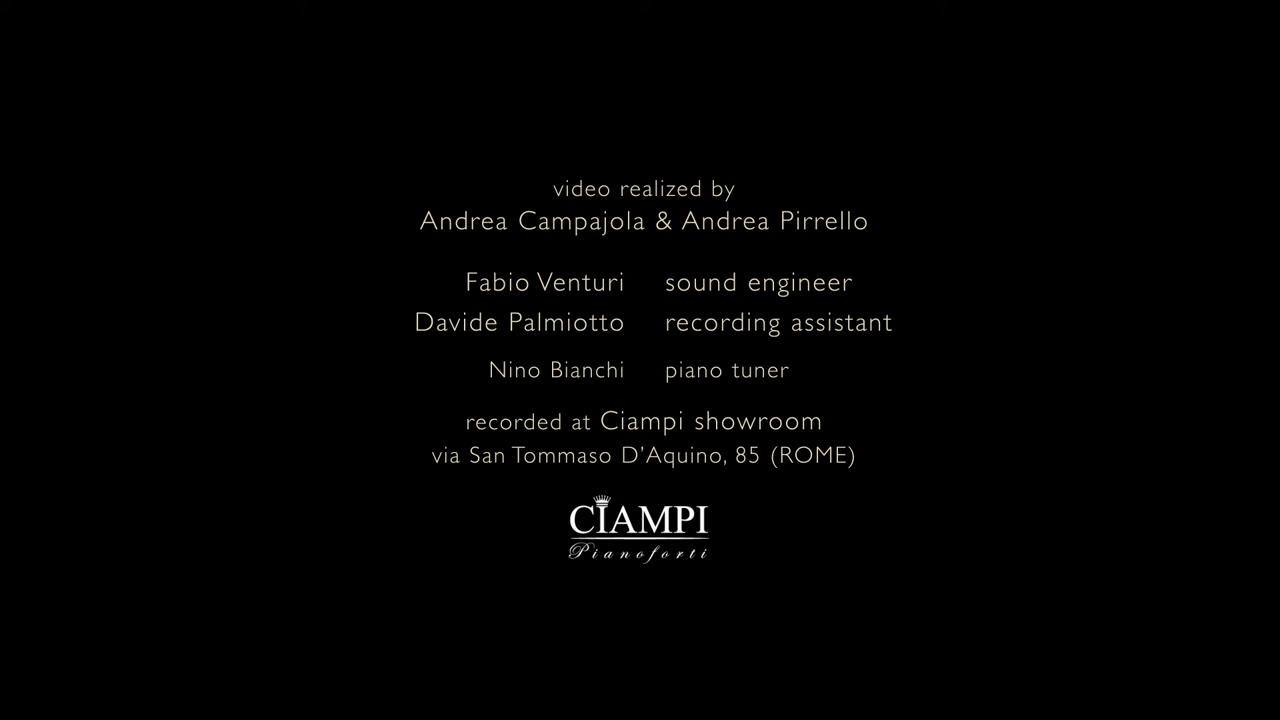 video realized by
Andrea Campajola & Andrea Pirrello
Fabio Venturi sound engineer
Davide Palmiotto recording assistant
Nino Bianchi piano tuner
recorded at Ciampi showroom
via San Tommaso D’Aquino, 85 (ROME)
CIAMPI
Pianoforti